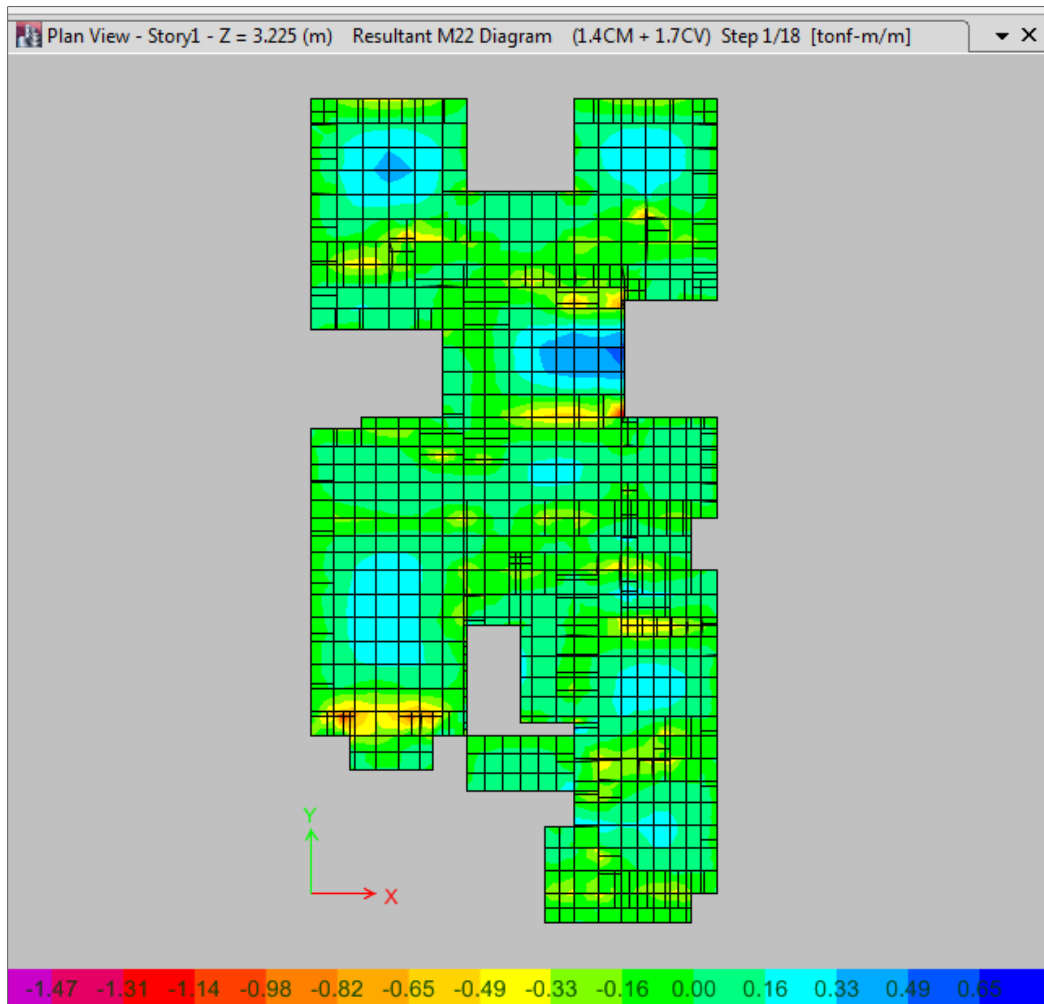 Plan View - Story1 - Z = 3.225 (m) Resultant M22 Diagram (1.4CM + 1.7CV) Step 1/18 [tonf-m/m]
Y
X
-1.47 -1.31 -1.14 -0.98 -0.82 -0.65 -0.49 -0.33 -0.16 0.00 0.16 0.33 0.49 0.65